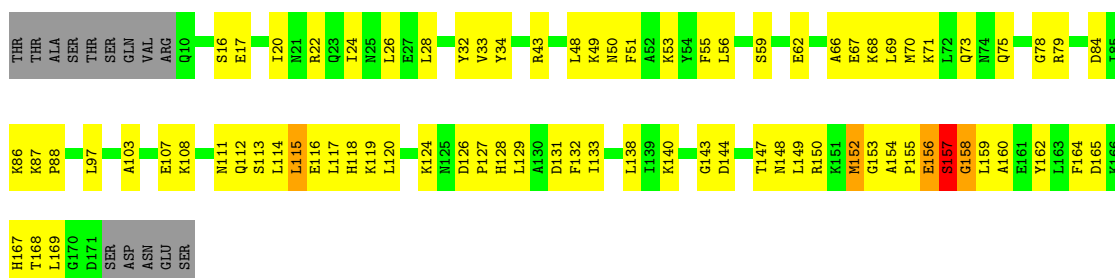 THR THR ALA SER THR SER GLN VAL ARG Q10 S16 E17 I20 N21 R22 Q23 I24 N25 L26 E27 L28 Y32 V33 Y34 R43 L48 K49 N50 F51 A52 K53 Y54 F55 L56 S59 E62 A66 E67 K68 L69 M70 K71 L72 Q73 N74 Q75 G78 R79 D84 I85
K86 K87 P88 L97 A103 E107 K108 N111 Q112 S113 L114 L115 E116 L117 H118 K119 L120 K124 N125 D126 P127 H128 L129 A130 D131 F132 I133 L138 I139 K140 G143 D144 T147 N148 L149 R150 K151 M152 G153 A154 P155 E156 S157 G158 L159 A160 E161 Y162 L163 F164 D165 K166
H167 T168 L169 G170 D171 SER ASP ASN GLU SER